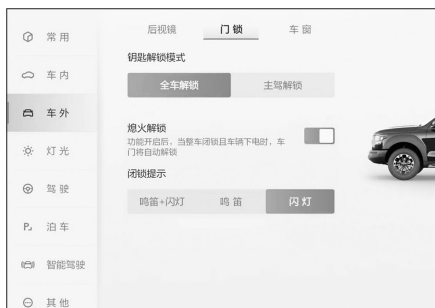 常用
车内
车外
灯光
驾驶
泊车
智能驾驶
其他
后视镜 门锁 车窗
钥匙解锁模式
全车解锁 主驾解锁
熄火解锁
功能开启后，当整车闭锁且车辆下电时，车
门将自动解锁
闭锁提示
鸣笛+闪灯 鸣笛 闪灯